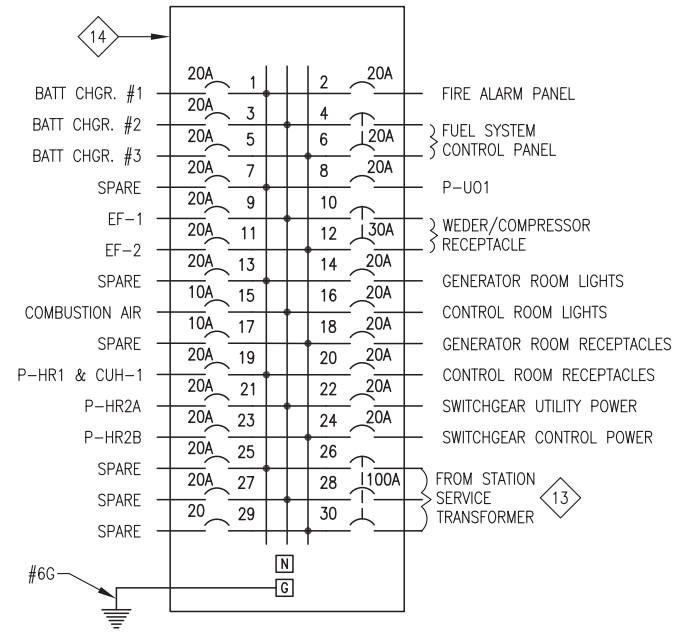 14
20A 1 2 20A
BATT CHGR. #1 FIRE ALARM PANEL
20A 3 4
BATT CHGR. #2 FUEL SYSTEM
20A 5 6 20A CONTROL PANEL
BATT CHGR. #3
20A 7 8 20A
SPARE P-U01
20A 9 10
EF-1 WEDER/COMPRESSOR
20A 11 12 30A RECEPTACLE
EF-2
20A 13 14 20A
SPARE GENERATOR ROOM LIGHTS
10A 15 16 20A
COMBUSTION AIR CONTROL ROOM LIGHTS
10A 17 18 20A
SPARE GENERATOR ROOM RECEPTACLES
20A 19 20 20A
P-HR1 & CUH-1 CONTROL ROOM RECEPTACLES
20A 21 22 20A
P-HR2A SWITCHGEAR UTILITY POWER
20A 23 24 20A
P-HR2B SWITCHGEAR CONTROL POWER
20A 25 26
SPARE FROM STATION
20A 27 28 100A
SPARE SERVICE 13
20 29 30 TRANSFORMER
SPARE
N
#6G G